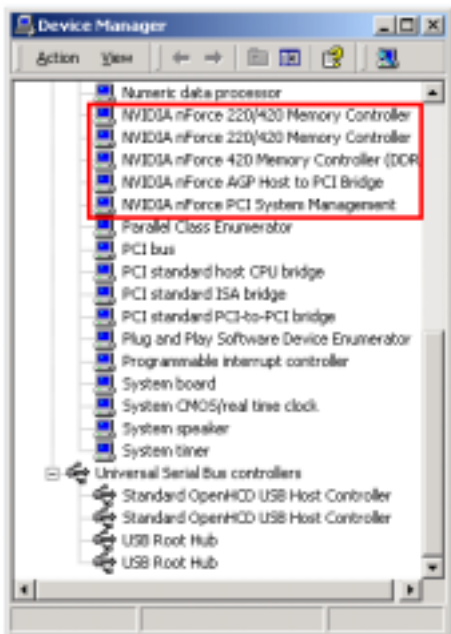 Device Manager
Action View
Numeric data processor
NVIDIA nForce 220/420 Memory Controller
NVIDIA nForce 220/420 Memory Controller
NVIDIA nForce 420 Memory Controller (DDR
NVIDIA nForce AGP Host to PCI Bridge
NVIDIA nForce PCI System Management
Parallel Class Enumerator
PCI bus
PCI standard host CPU bridge
PCI standard ISA bridge
PCI standard PCI-to-PCI bridge
Plug and Play Software Device Enumerator
Programmable interrupt controller
System board
System CMOS/real time clock
System speaker
System timer
Universal Serial Bus controllers
Standard OpenHCD USB Host Controller
Standard OpenHCD USB Host Controller
USB Root Hub
USB Root Hub